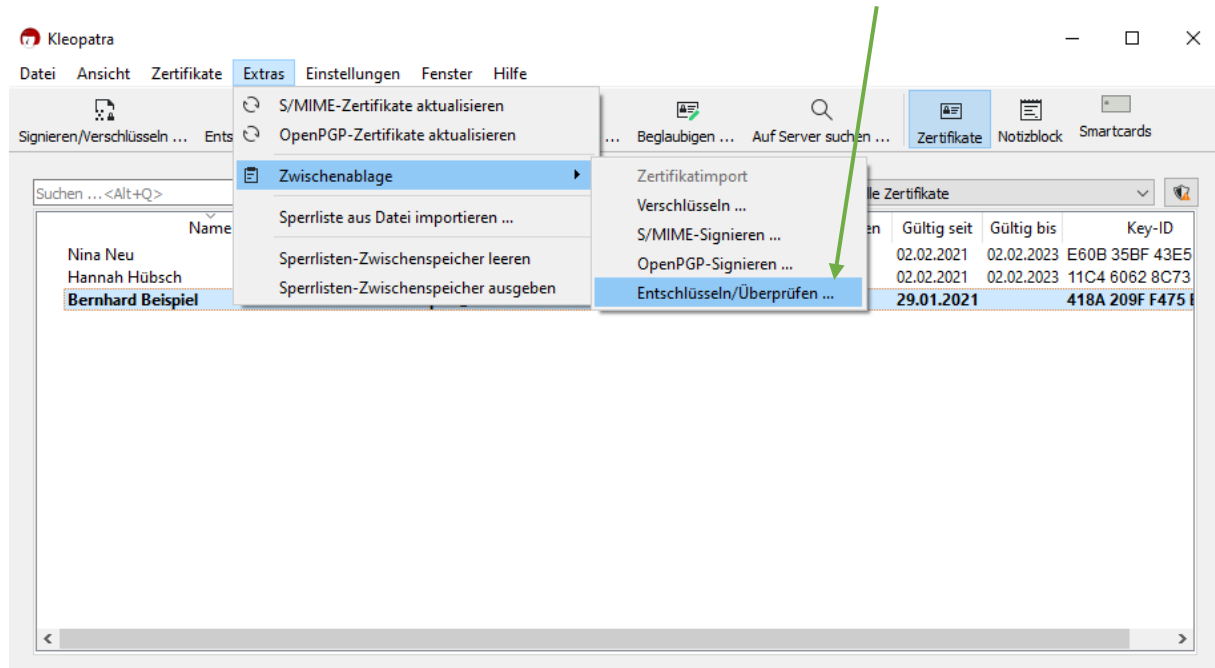 Kleopatra
Datei Ansicht Zertifikate Extras Einstellungen Fenster Hilfe
Signieren/Verschlüsseln ... Ents ... Beglaubigen ... Auf Server suchen ... Zertifikate Notizblock Smartcards
S/MIME-Zertifikate aktualisieren
OpenPGP-Zertifikate aktualisieren
Zwischenablage
Sperrliste aus Datei importieren ...
Sperrlisten-Zwischenspeicher leeren
Sperrlisten-Zwischenspeicher ausgeben
Zertifikatimport
Verschlüsseln ...
S/MIME-Signieren ...
OpenPGP-Signieren ...
Entschlüsseln/Überprüfen ...
Suchen ...<Alt+Q> lle Zertifikate
Name en Gültig seit Gültig bis Key-ID
Nina Neu 02.02.2021 02.02.2023 E60B 35BF 43E5
Hannah Hübsch 02.02.2021 02.02.2023 11C4 6062 8C73
Bernhard Beispiel 29.01.2021 418A 209F F475